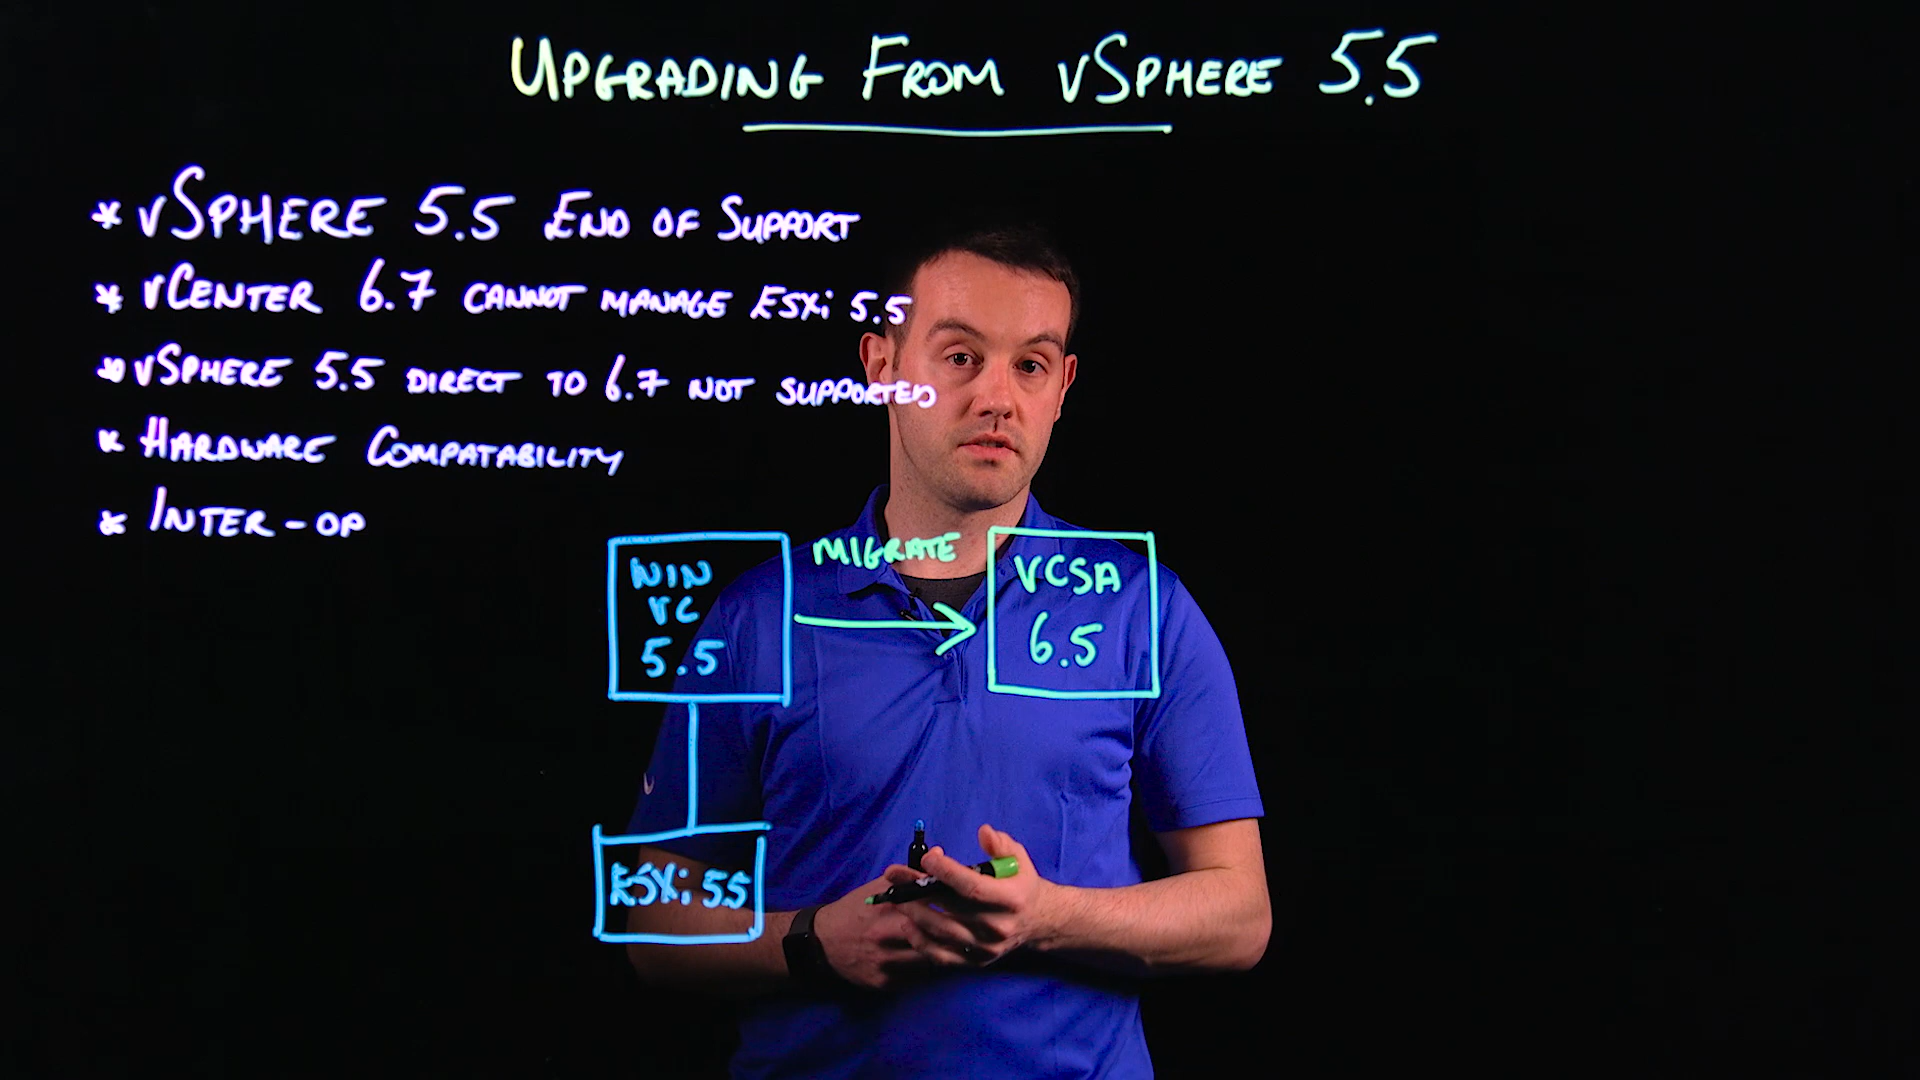 UPGRADING FROM vSPHERE 5.5
* vSPHERE 5.5 END OF SUPPORT
* vCENTER 6.7 CANNOT MANAGE ESXi 5.5
* vSPHERE 5.5 DIRECT TO 6.7 NOT SUPPORTED
* HARDWARE COMPATABILITY
* INTER-OP
WIN
VC
5.5
MIGRATE
VCSA
6.5
ESXi 55